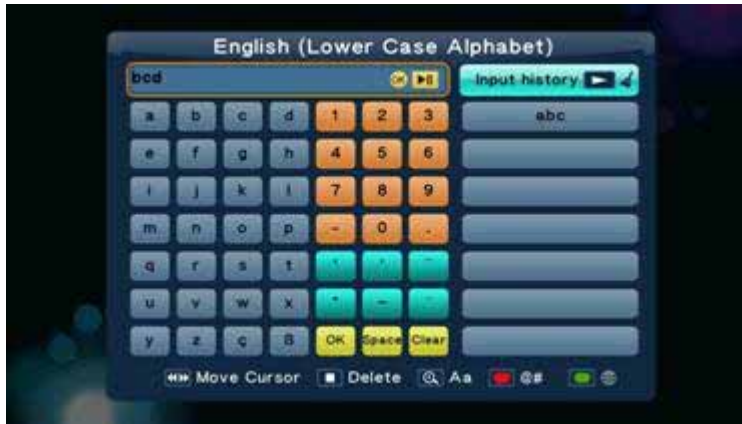 English (Lower Case Alphabet)
bcd OK Input history
a b c d 1 2 3 abc
e f g h 4 5 6
i j k l 7 8 9
m n o p - 0 .
q r s t
u v w x
y z ç ß OK Space Clear
Move Cursor Delete Aa @#